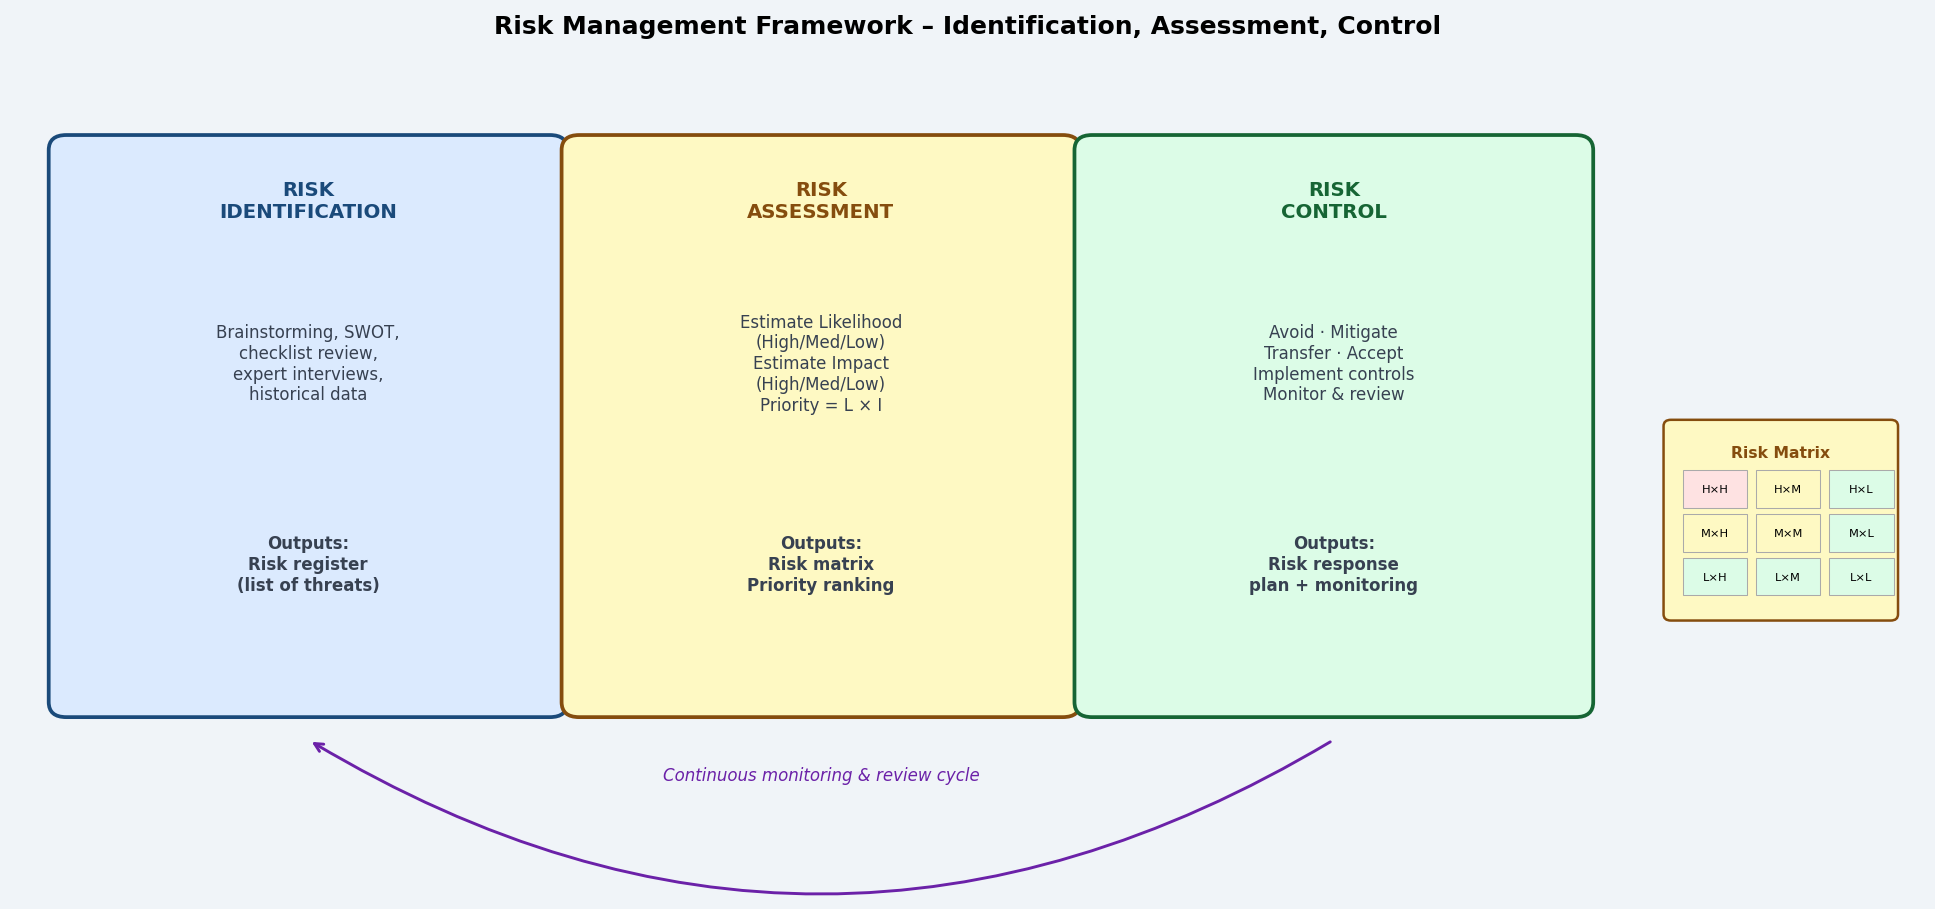 Risk Management Framework – Identification, Assessment, Control
RISK
IDENTIFICATION
Brainstorming, SWOT,
checklist review,
expert interviews,
historical data
Outputs:
Risk register
(list of threats)
RISK
ASSESSMENT
Estimate Likelihood
(High/Med/Low)
Estimate Impact
(High/Med/Low)
Priority = L × I
Outputs:
Risk matrix
Priority ranking
RISK
CONTROL
Avoid · Mitigate
Transfer · Accept
Implement controls
Monitor & review
Outputs:
Risk response
plan + monitoring
Risk Matrix
H×H H×M H×L
M×H M×M M×L
L×H L×M L×L
Continuous monitoring & review cycle